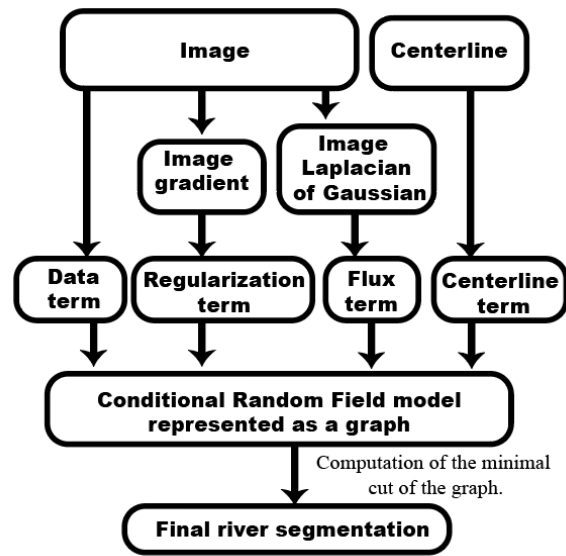 Image
Centerline
Image
gradient
Image
Laplacian
of Gaussian
Data
term
Regularization
term
Flux
term
Centerline
term
Conditional Random Field model
represented as a graph
Computation of the minimal
cut of the graph.
Final river segmentation